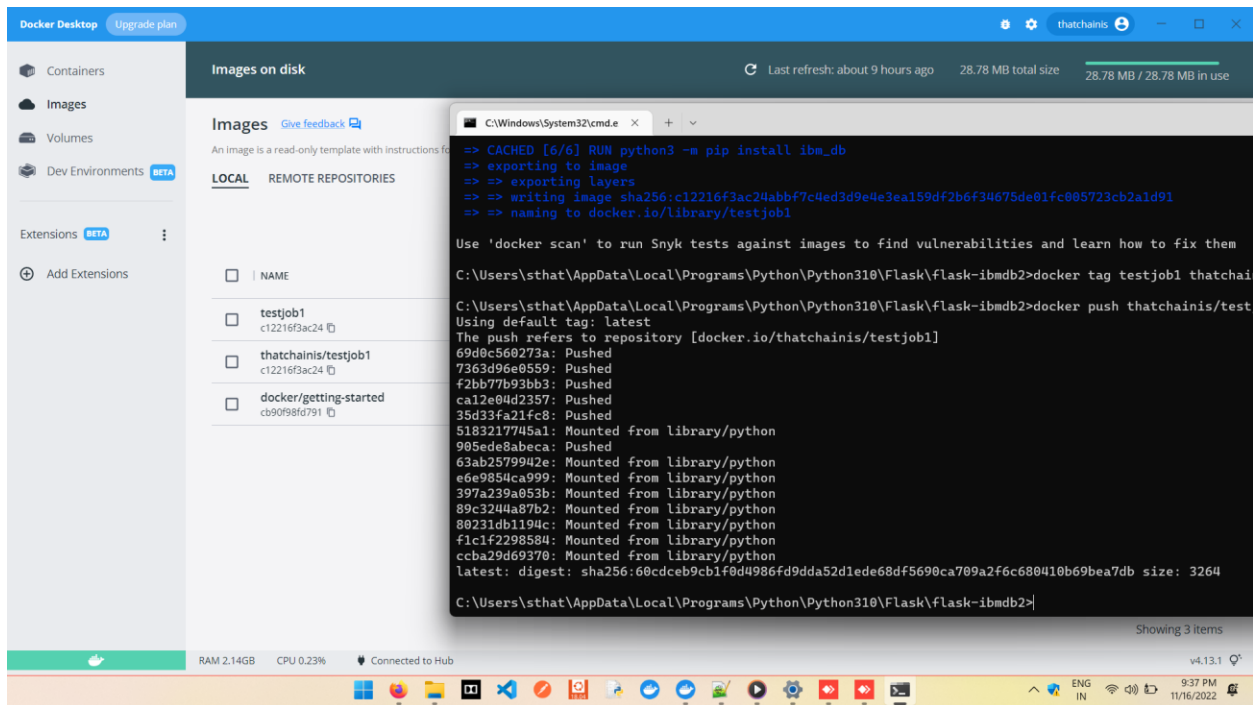 Docker Desktop Upgrade plan thatchainis
Containers
Images
Volumes
Dev Environments BETA
Extensions BETA
Add Extensions
Images on disk Last refresh: about 9 hours ago 28.78 MB total size 28.78 MB / 28.78 MB in use
Images Give feedback
An image is a read-only template with instructions fo
LOCAL REMOTE REPOSITORIES
NAME
testjob1
c12216f3ac24
thatchainis/testjob1
c12216f3ac24
docker/getting-started
cb90f98fd791
C:\Windows\System32\cmd.e
=> CACHED [6/6] RUN python3 -m pip install ibm_db
=> exporting to image
=> => exporting layers
=> => writing image sha256:c12216f3ac24abbf7c4ed3d9e4e3ea159df2b6f34675de01fc005723cb2a1d91
=> => naming to docker.io/library/testjob1
Use 'docker scan' to run Snyk tests against images to find vulnerabilities and learn how to fix them
C:\Users\sthat\AppData\Local\Programs\Python\Python310\Flask\flask-ibmdb2>docker tag testjob1 thatchai
C:\Users\sthat\AppData\Local\Programs\Python\Python310\Flask\flask-ibmdb2>docker push thatchainis/test
Using default tag: latest
The push refers to repository [docker.io/thatchainis/testjob1]
69d0c560273a: Pushed
7363d96e0559: Pushed
f2bb77b93bb3: Pushed
ca12e04d2357: Pushed
35d33fa21fc8: Pushed
5183217745a1: Mounted from library/python
905ede8abeca: Pushed
63ab2579942e: Mounted from library/python
e6e9854ca999: Mounted from library/python
397a239a053b: Mounted from library/python
89c3244a87b2: Mounted from library/python
80231db1194c: Mounted from library/python
f1c1f2298584: Mounted from library/python
ccba29d69370: Mounted from library/python
latest: digest: sha256:60cdceb9cb1f0d4986fd9dda52d1ede68df5690ca709a2f6c680410b69bea7db size: 3264
C:\Users\sthat\AppData\Local\Programs\Python\Python310\Flask\flask-ibmdb2>
Showing 3 items
RAM 2.14GB CPU 0.23% Connected to Hub v4.13.1
ENG
IN
9:37 PM
11/16/2022